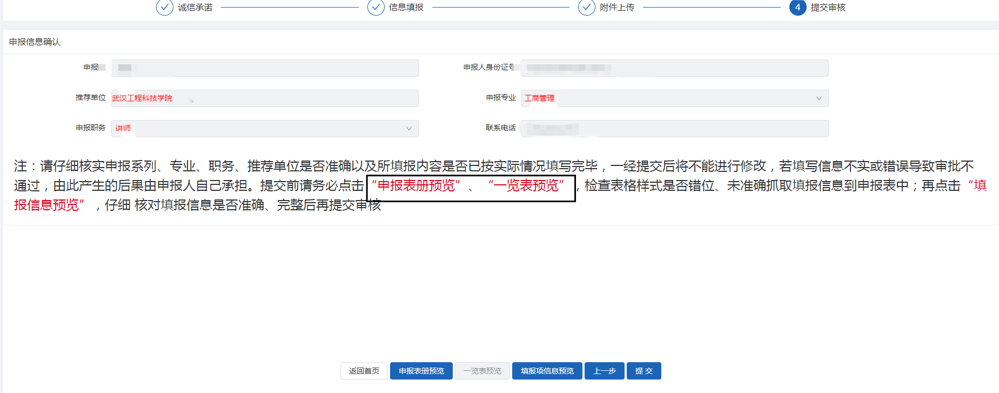 诚信承诺 信息填报 附件上传 4 提交审核
申报信息确认
申报 申报人身份证号
推荐单位 武汉工程科技学院 申报专业 工商管理
申报职务 讲师 联系电话
注：请仔细核实申报系列、专业、职务、推荐单位是否准确以及所填报内容是否已按实际情况填写完毕，一经提交后将不能进行修改，若填写信息不实或错误导致审批不
通过，由此产生的后果由申报人自己承担。提交前请务必点击“申报表册预览”、“一览表预览”，检查表格样式是否错位、未准确抓取填报信息到申报表中；再点击“填
报信息预览”，仔细 核对填报信息是否准确、完整后再提交审核
返回首页 申报表册预览 一览表预览 填报项信息预览 上一步 提 交